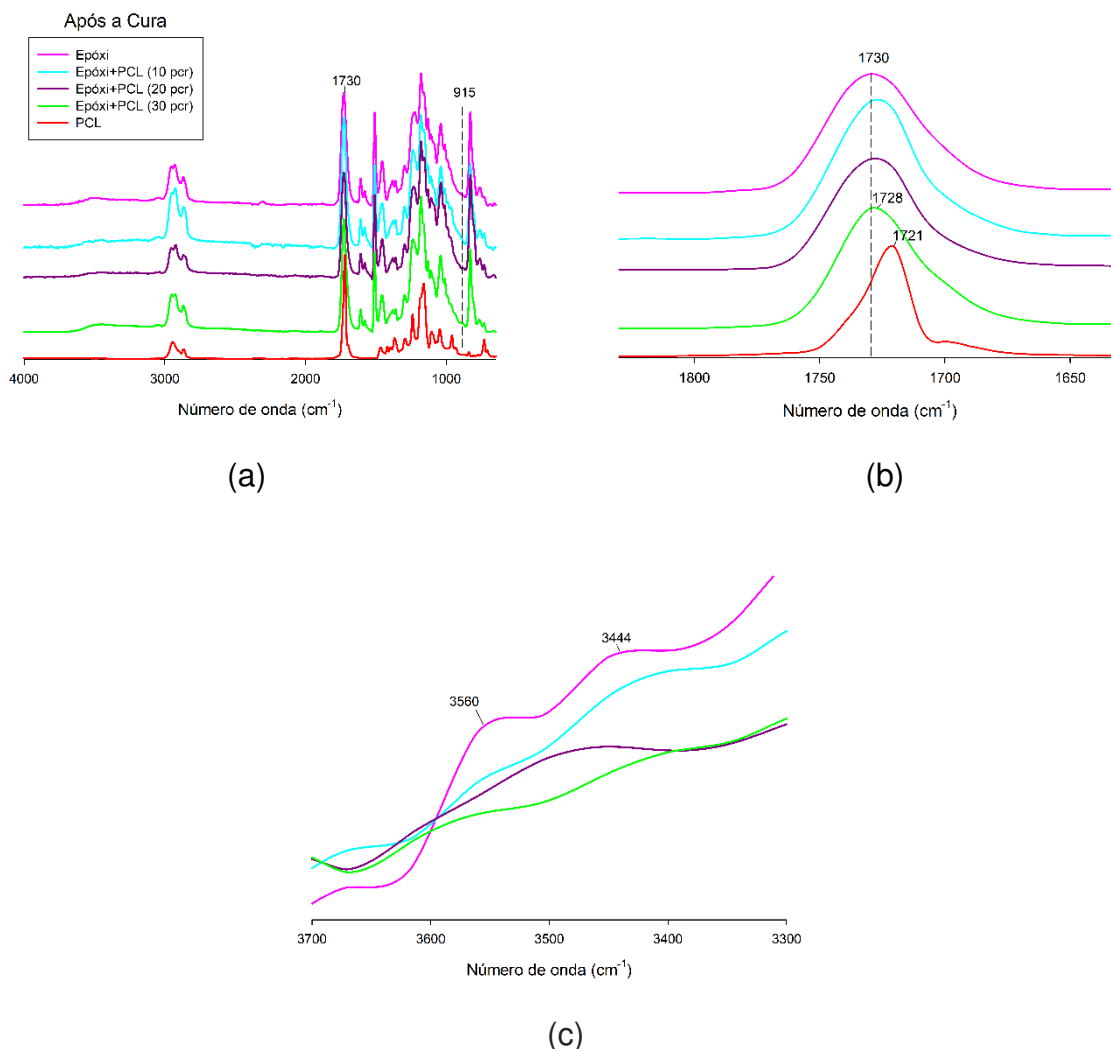 Após a Cura
Epóxi
Epóxi+PCL (10 pcr)
Epóxi+PCL (20 pcr)
Epóxi+PCL (30 pcr)
PCL
1730
915
4000 3000 2000 1000
Número de onda (cm⁻¹)
(a)
1730
1728
1721
1800 1750 1700 1650
Número de onda (cm⁻¹)
(b)
3444
3560
3700 3600 3500 3400 3300
Número de onda (cm⁻¹)
(c)